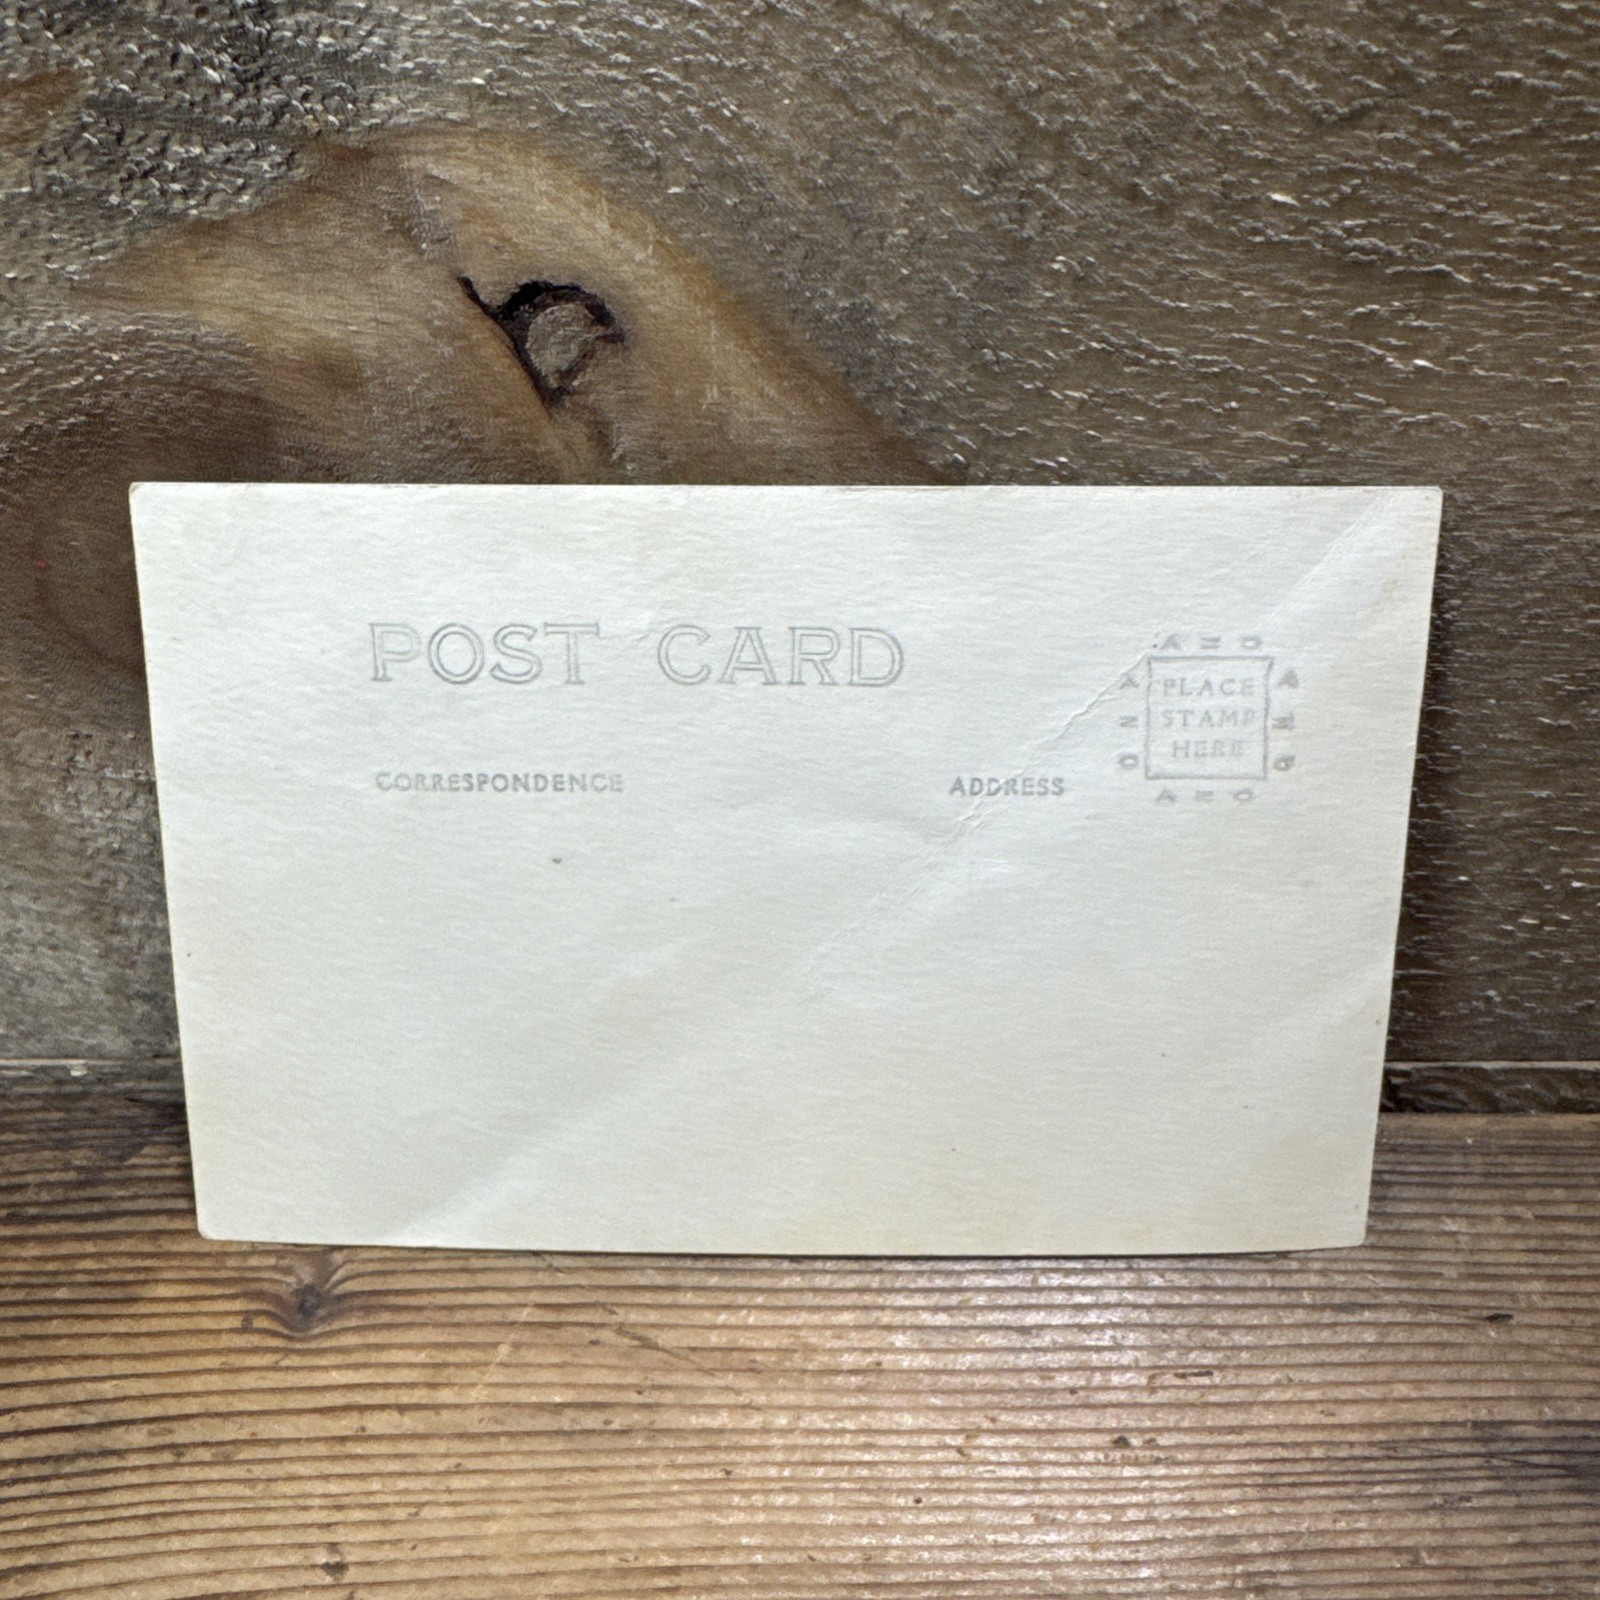 POST CARD
CORRESPONDENCE
ADDRESS
PLACE
STAMP
HERE